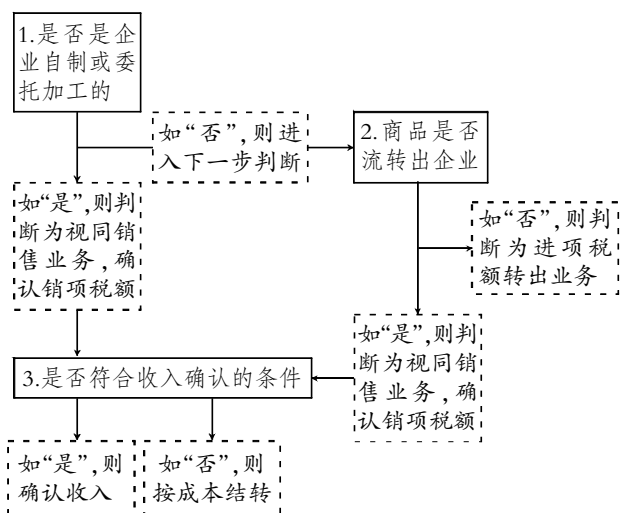 1.是否是企
业自制或委
托加工的
如“否”,则进
入下一步判断
2.商品是否
流转出企业
如“是”,则判
断为视同销
售业务,确
认销项税额
如“否”,则判
断为进项税
额转出业务
如“是”,则判
断为视同销
售业务,确
认销项税额
3.是否符合收入确认的条件
如“是”,则
确认收入
如“否”,则
按成本结转